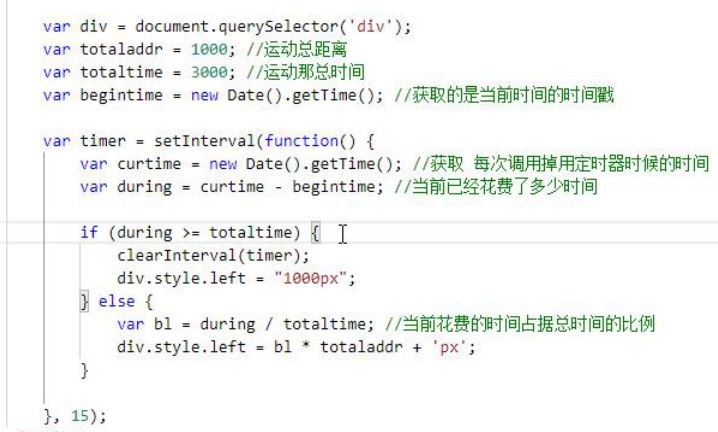 var div = document.querySelector('div');
var totaladdr = 1000; //运动总距离
var totaltime = 3000; //运动那总时间
var begintime = new Date().getTime(); //获取的是当前时间的时间戳
var timer = setInterval(function() {
var curtime = new Date().getTime(); //获取 每次调用掉用定时器时候的时间
var during = curtime - begintime; //当前已经花费了多少时间
if (during >= totaltime) {
clearInterval(timer);
div.style.left = "1000px";
} else {
var bl = during / totaltime; //当前花费的时间占据总时间的比例
div.style.left = bl * totaladdr + 'px';
}
}, 15);